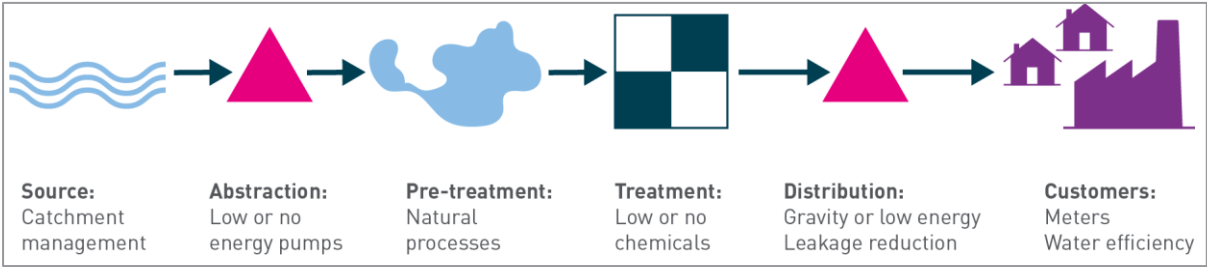 Source:
Catchment
management
Abstraction:
Low or no
energy pumps
Pre-treatment:
Natural
processes
Treatment:
Low or no
chemicals
Distribution:
Gravity or low energy
Leakage reduction
Customers:
Meters
Water efficiency